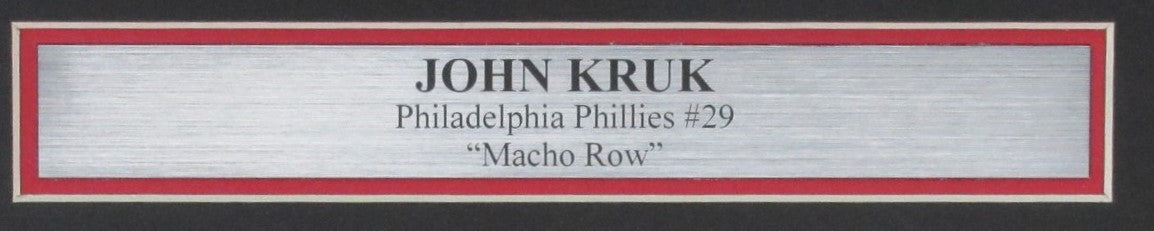 JOHN KRUK
Philadelphia Phillies #29
“Macho Row”